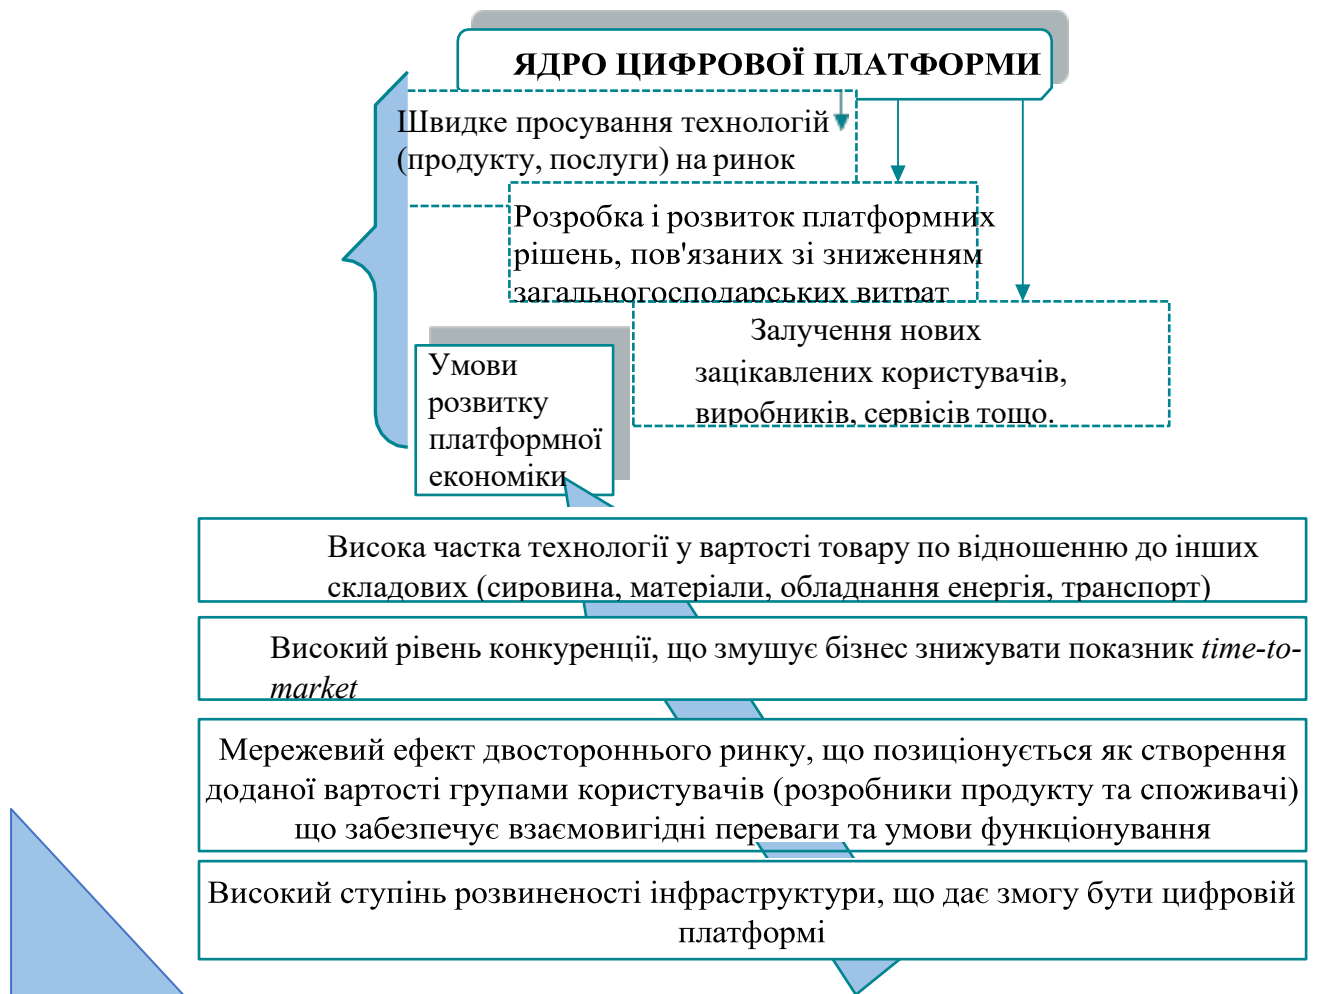 ЯДРО ЦИФРОВОЇ ПЛАТФОРМИ
Швидке просування технологій
(продукту, послуги) на ринок
Розробка і розвиток платформних
рішень, пов'язаних зі зниженням
загальногосподарських витрат
Залучення нових
зацікавлених користувачів,
виробників, сервісів тощо.
Умови
розвитку
платформної
економіки
Висока частка технології у вартості товару по відношенню до інших
складових (сировина, матеріали, обладнання енергія, транспорт)
Високий рівень конкуренції, що змушує бізнес знижувати показник time-to-
market
Мережевий ефект двостороннього ринку, що позиціонується як створення
доданої вартості групами користувачів (розробники продукту та споживачі)
що забезпечує взаємовигідні переваги та умови функціонування
Високий ступінь розвиненості інфраструктури, що дає змогу бути цифровій
платформі